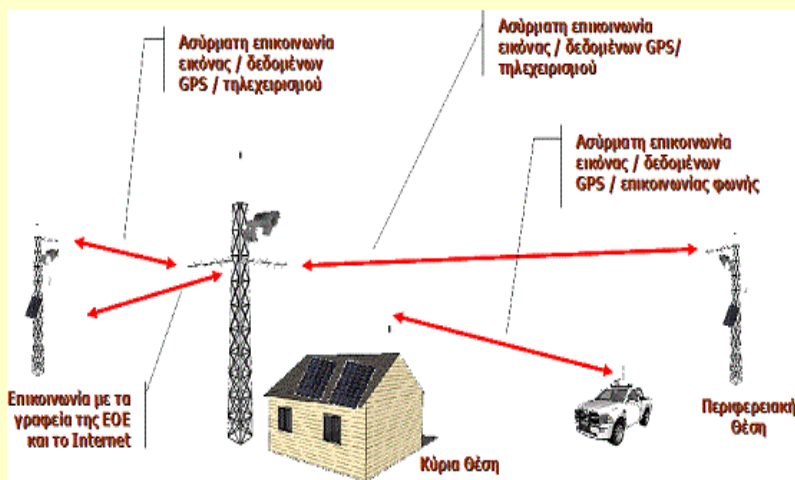 Ασύρματη επικοινωνία
εικόνας / δεδομένων
GPS / τηλεχειρισμού
Ασύρματη επικοινωνία
εικόνας / δεδομένων GPS/
τηλεχειρισμού
Ασύρματη επικοινωνία
εικόνας / δεδομένων
GPS / επικοινωνίας φωνής
Επικοινωνία με τα
γραφεία της ΕΟΕ
και το Internet
Κύρια Θέση
Περιφερειακή
Θέση